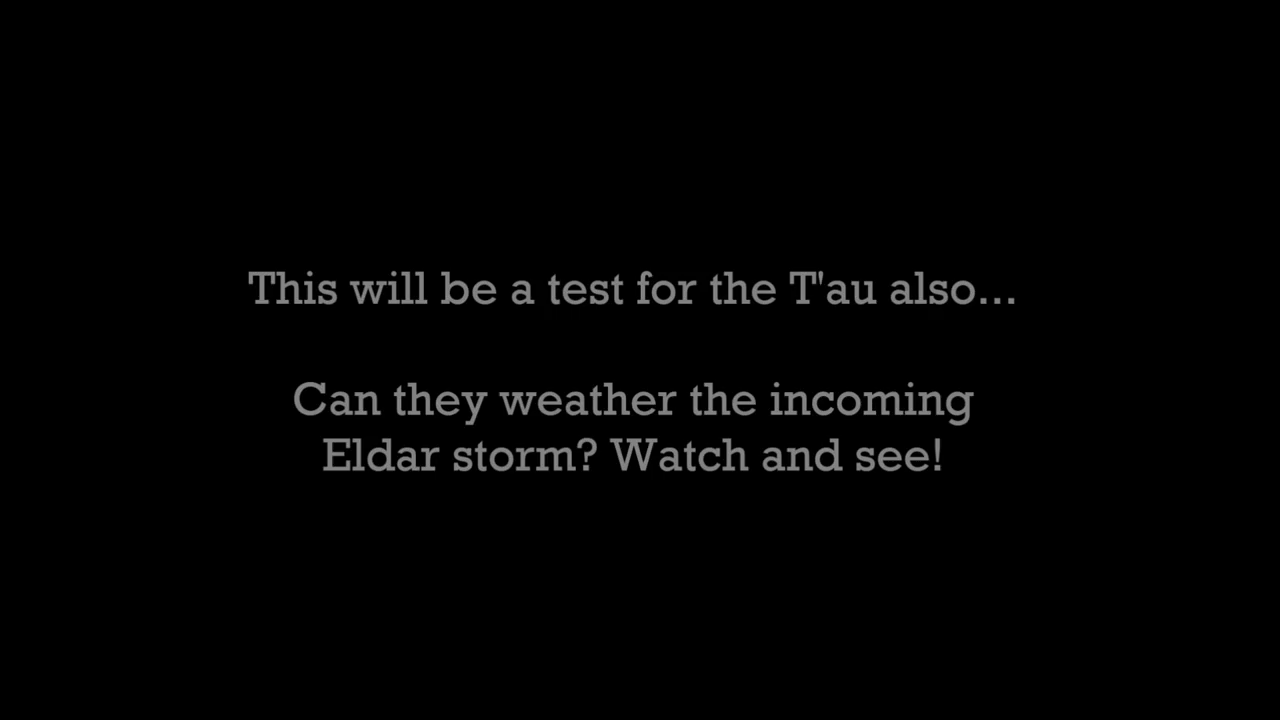 This will be a test for the T'au also...
Can they weather the incoming
Eldar storm? Watch and see!